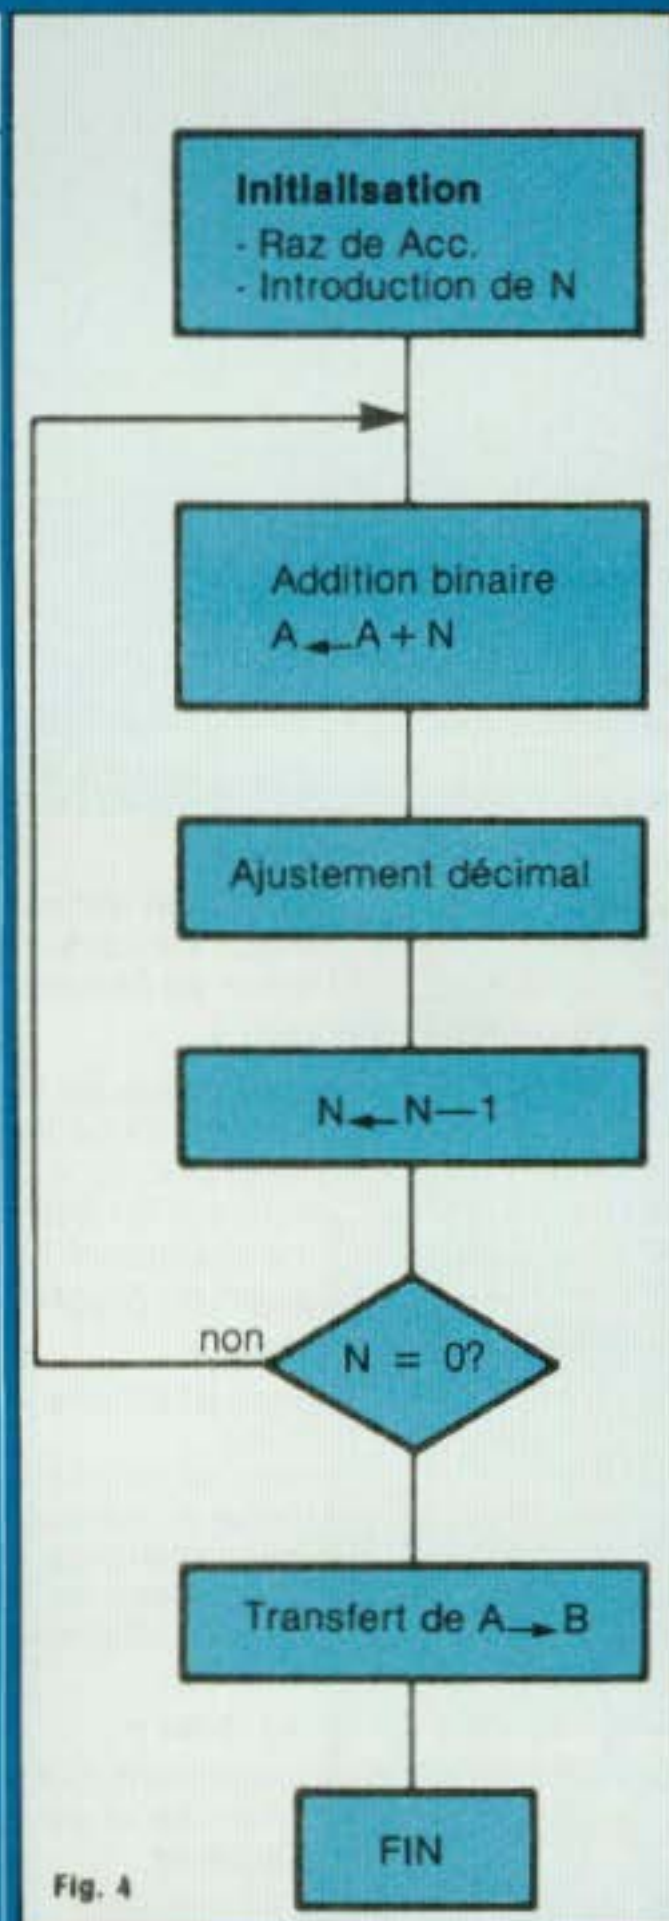 Initialisation
- Raz de Acc.
- Introduction de N
Addition binaire
A ← A + N
Ajustement décimal
N ← N — 1
non
N = 0?
Transfert de A → B
FIN
Fig. 4